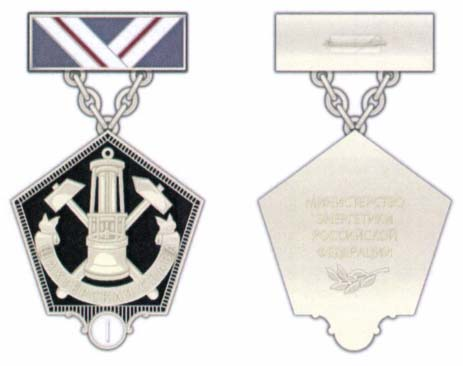 I
МИНИСТЕРСТВО
ЭНЕРГЕТИКИ
РОССИЙСКОЙ
ФЕДЕРАЦИИ